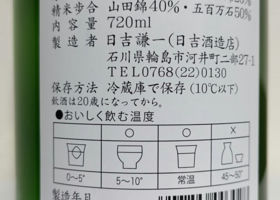 精米歩合 山田錦40%・五百万石50%
内容量 720ml
製造者 日吉謙一(日吉酒造店)
石川県輪島市河井町二部27-1
TEL0768(22)0130
保存方法 冷蔵庫で保存(10℃以下)
飲酒は20歳になってから。
●おいしく飲む温度
○ ○ ○ ×
0〜5° 5〜10° 常温 45〜50°
製造年月